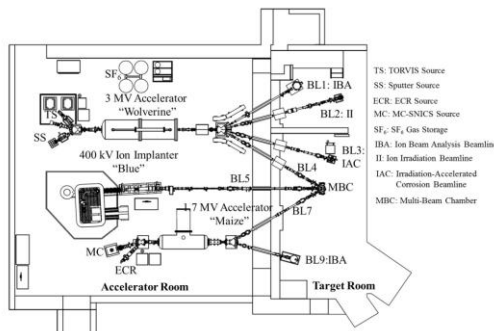 SF6
3 MV Accelerator
"Wolverine"
TS
SS
BL1: IBA
BL2: II
BL3:
IAC
BL4
400 kV Ion Implanter
"Blue"
BL5
MBC
1.7 MV Accelerator
"Maize"
BL7
MC
ECR
BL9:IBA
Accelerator Room
Target Room
TS: TORVIS Source
SS: Sputter Source
ECR: ECR Source
MC: MC-SNICS Source
SF6: SF6 Gas Storage
IBA: Ion Beam Analysis Beamline
II: Ion Irradiation Beamline
IAC: Irradiation-Accelerated
Corrosion Beamline
MBC: Multi-Beam Chamber